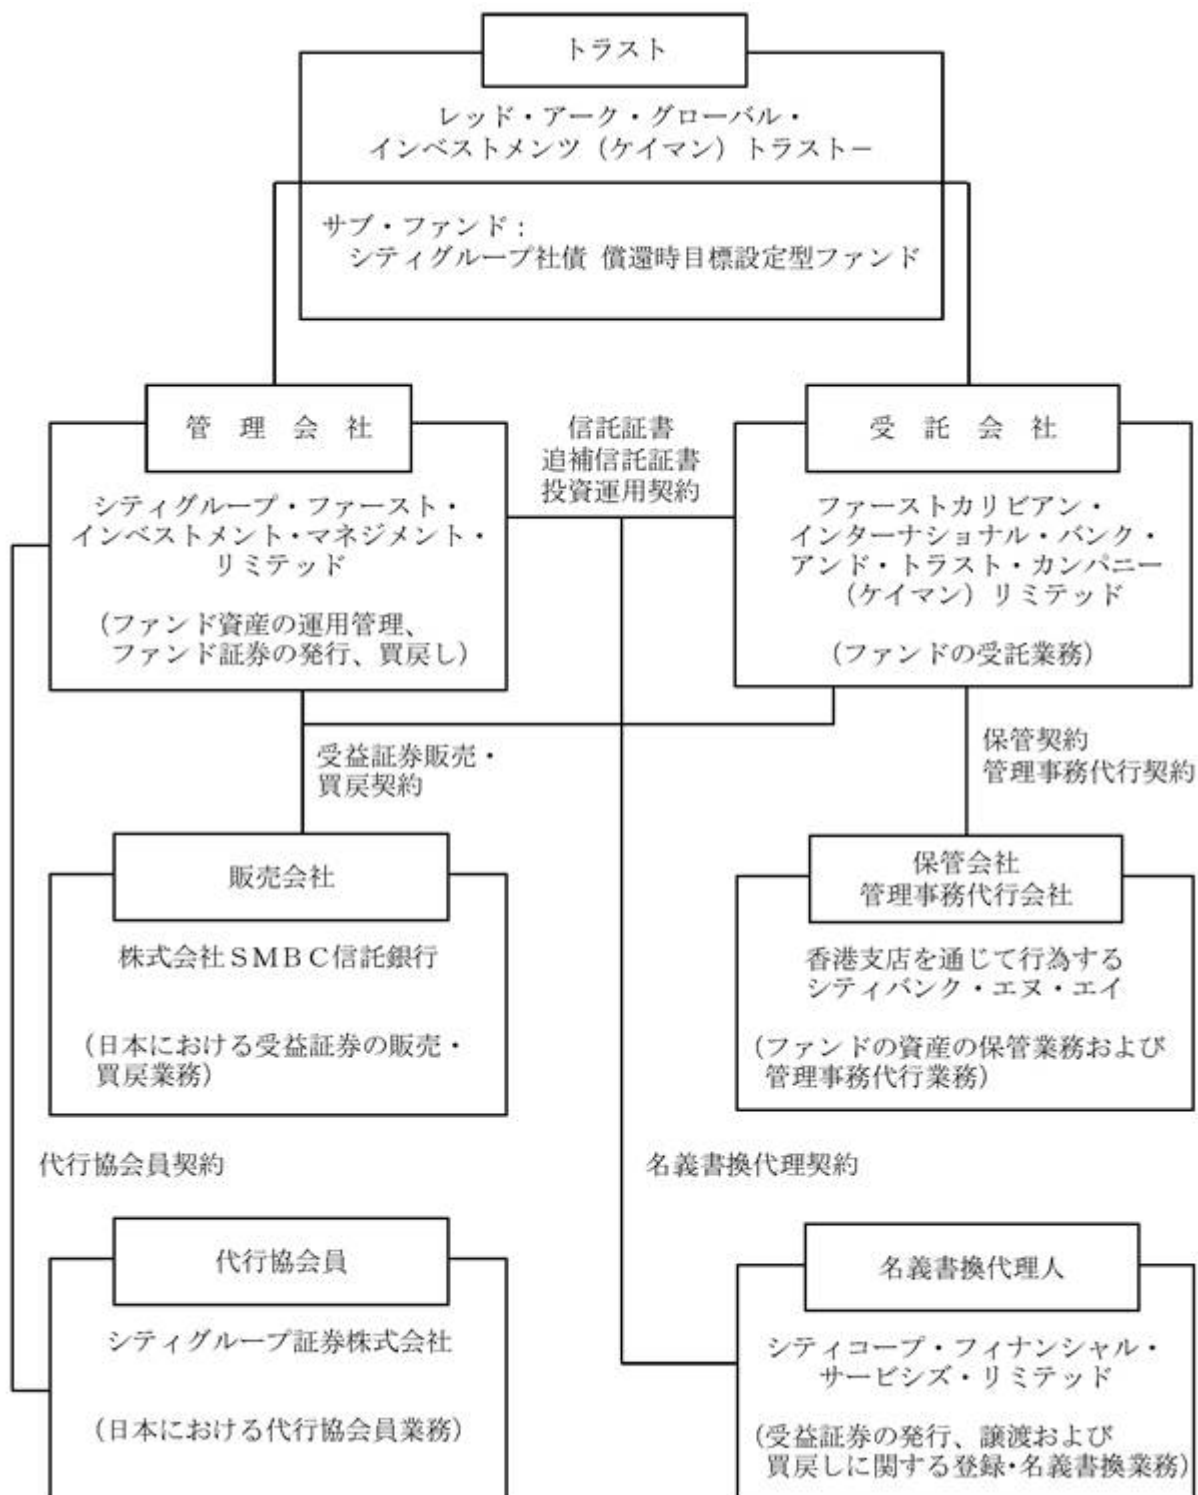 トラスト
レッド・アーク・グローバル・
インベストメンツ（ケイマン）トラスト－
サブ・ファンド：
シティグループ社債 償還時目標設定型ファンド
管 理 会 社
シティグループ・ファースト・
インベストメント・マネジメント・
リミテッド
（ファンド資産の運用管理、
ファンド証券の発行、買戻し）
信託証書
追補信託証書
投資運用契約
受 託 会 社
ファーストカリビアン・
インターナショナル・バンク・
アンド・トラスト・カンパニー
（ケイマン）リミテッド
（ファンドの受託業務）
受益証券販売・
買戻契約
保管契約
管理事務代行契約
販売会社
株式会社ＳＭＢＣ信託銀行
（日本における受益証券の販売・
買戻業務）
保管会社
管理事務代行会社
香港支店を通じて行為する
シティバンク・エヌ・エイ
（ファンドの資産の保管業務および
管理事務代行業務）
代行協会員契約
名義書換代理契約
代行協会員
シティグループ証券株式会社
（日本における代行協会員業務）
名義書換代理人
シティコープ・フィナンシャル・
サービシズ・リミテッド
（受益証券の発行、譲渡および
買戻しに関する登録・名義書換業務）